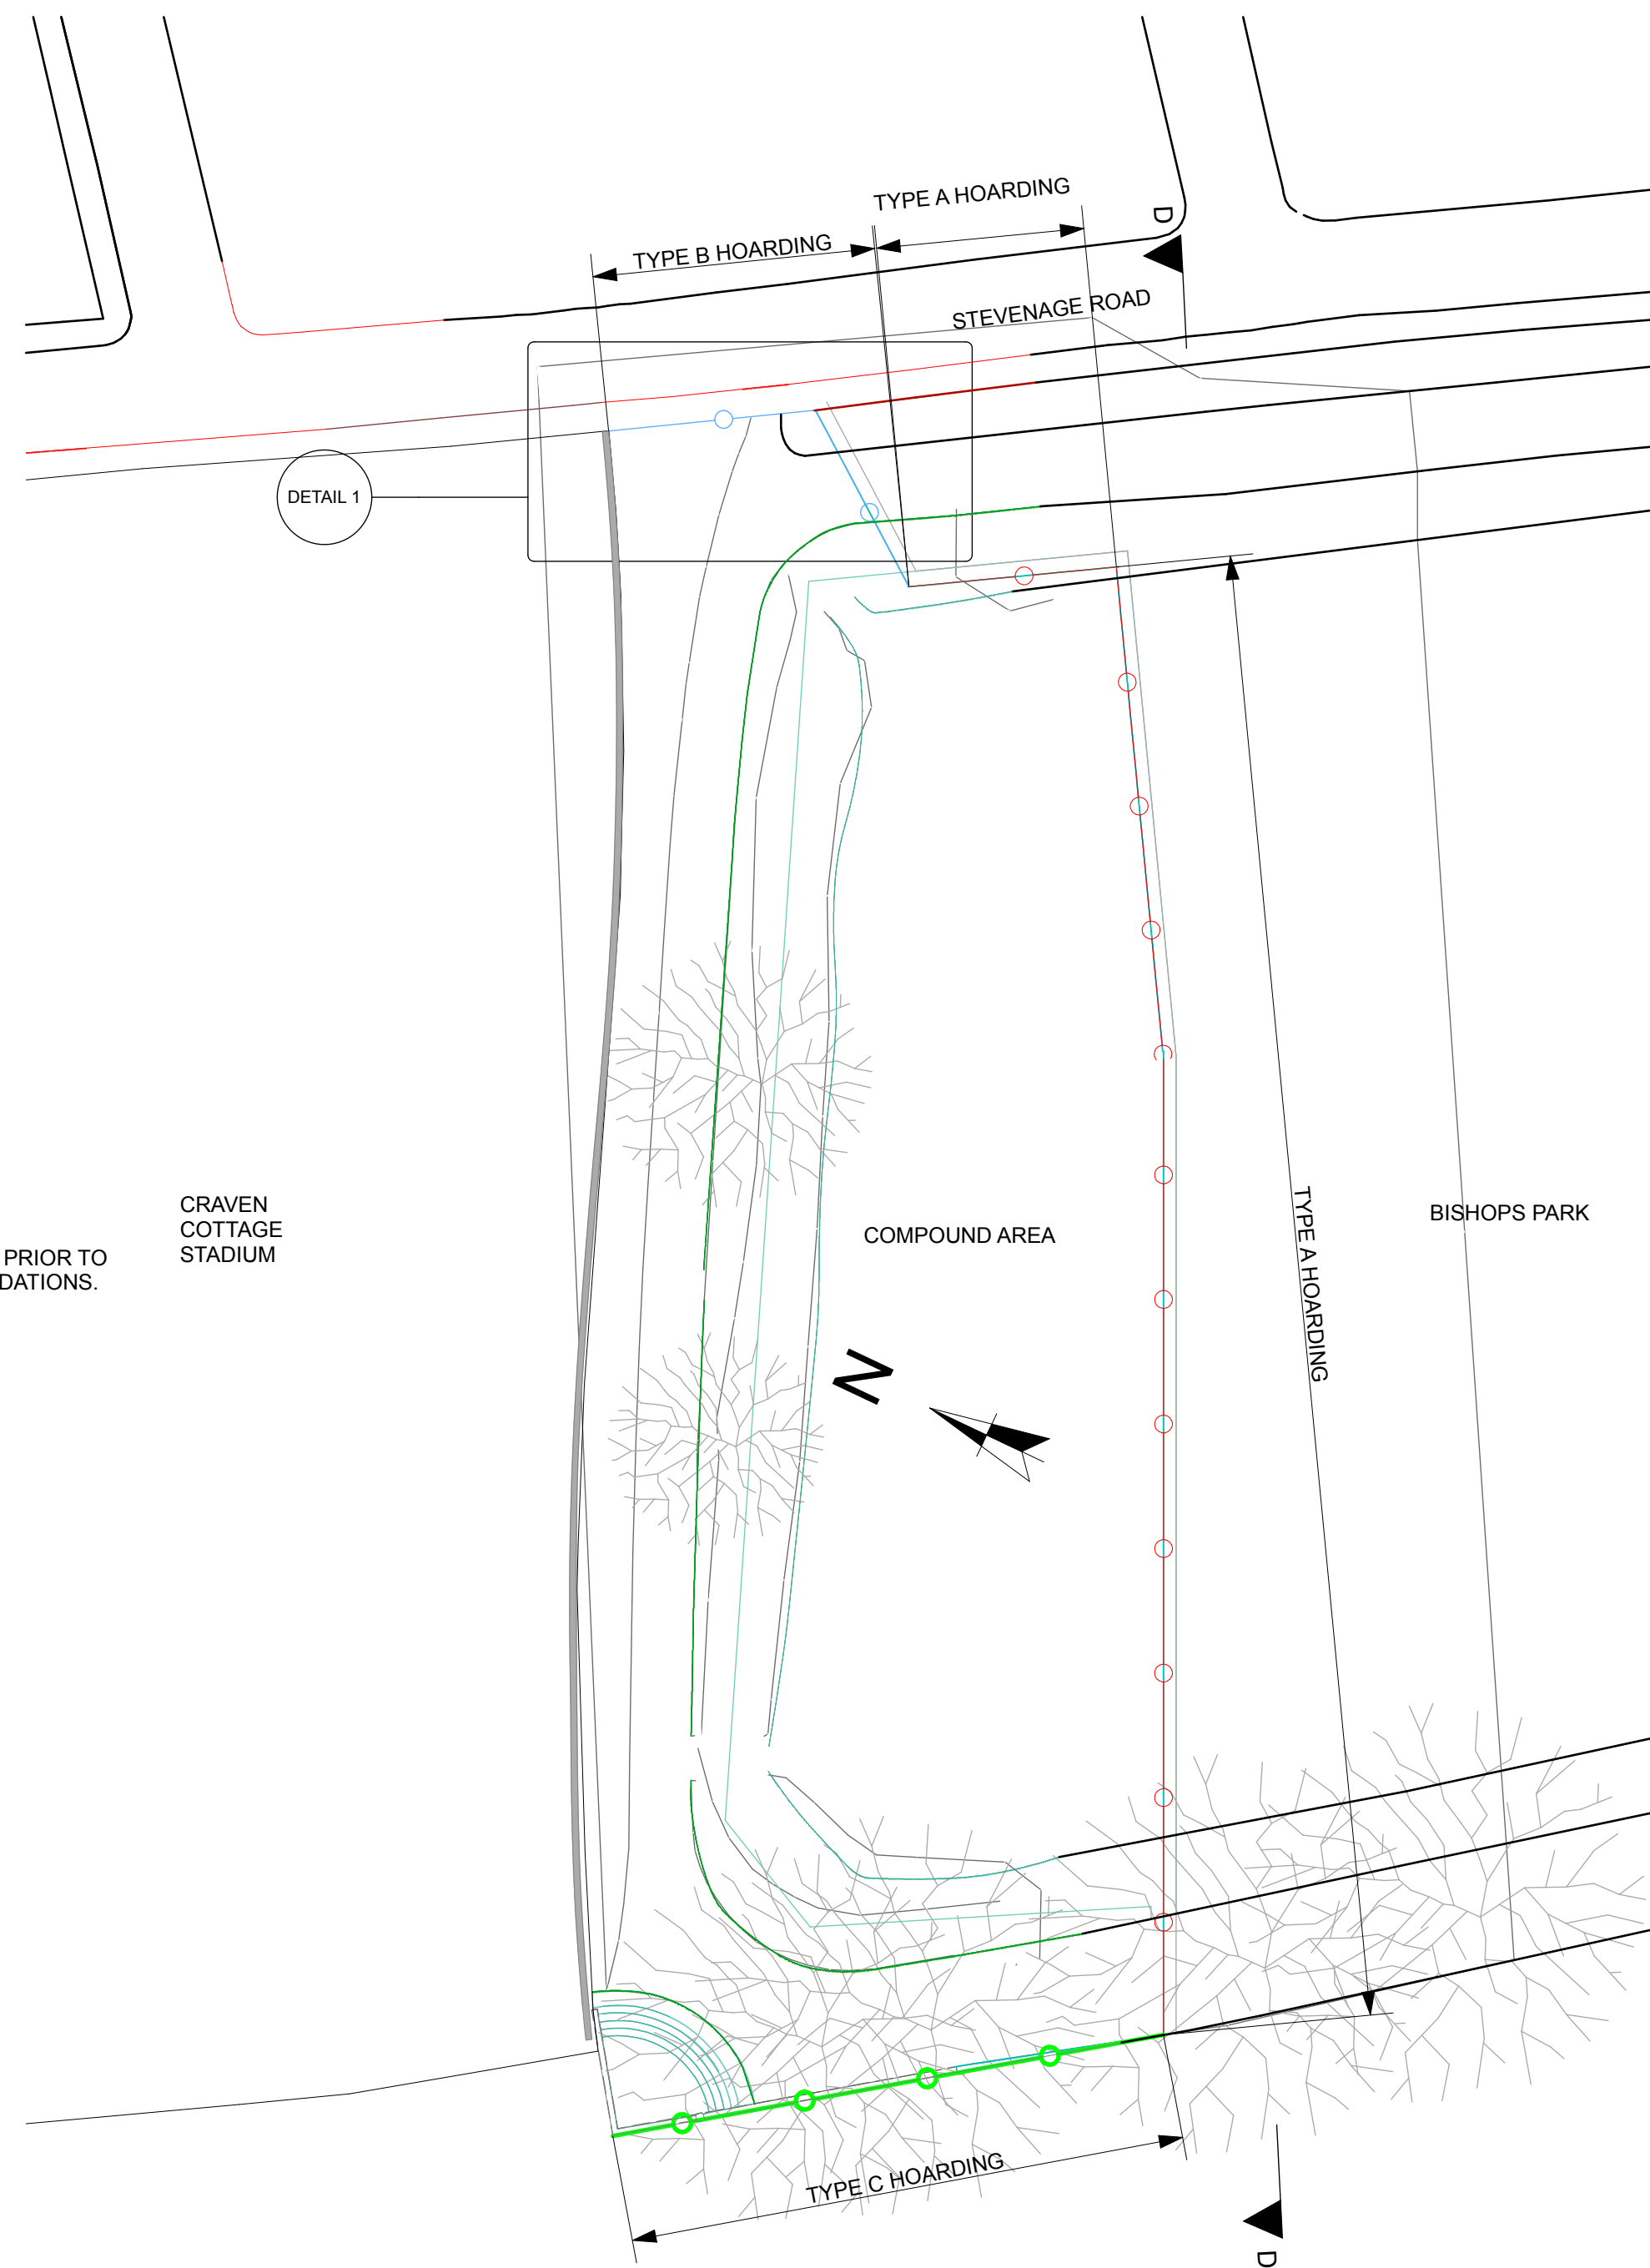 TYPE A HOARDING
D
TYPE B HOARDING
STEVENAGE ROAD
DETAIL 1
CRAVEN
COTTAGE
STADIUM
PRIOR TO
DATIONS.
COMPOUND AREA
BISHOPS PARK
TYPE A HOARDING
N
TYPE C HOARDING
D